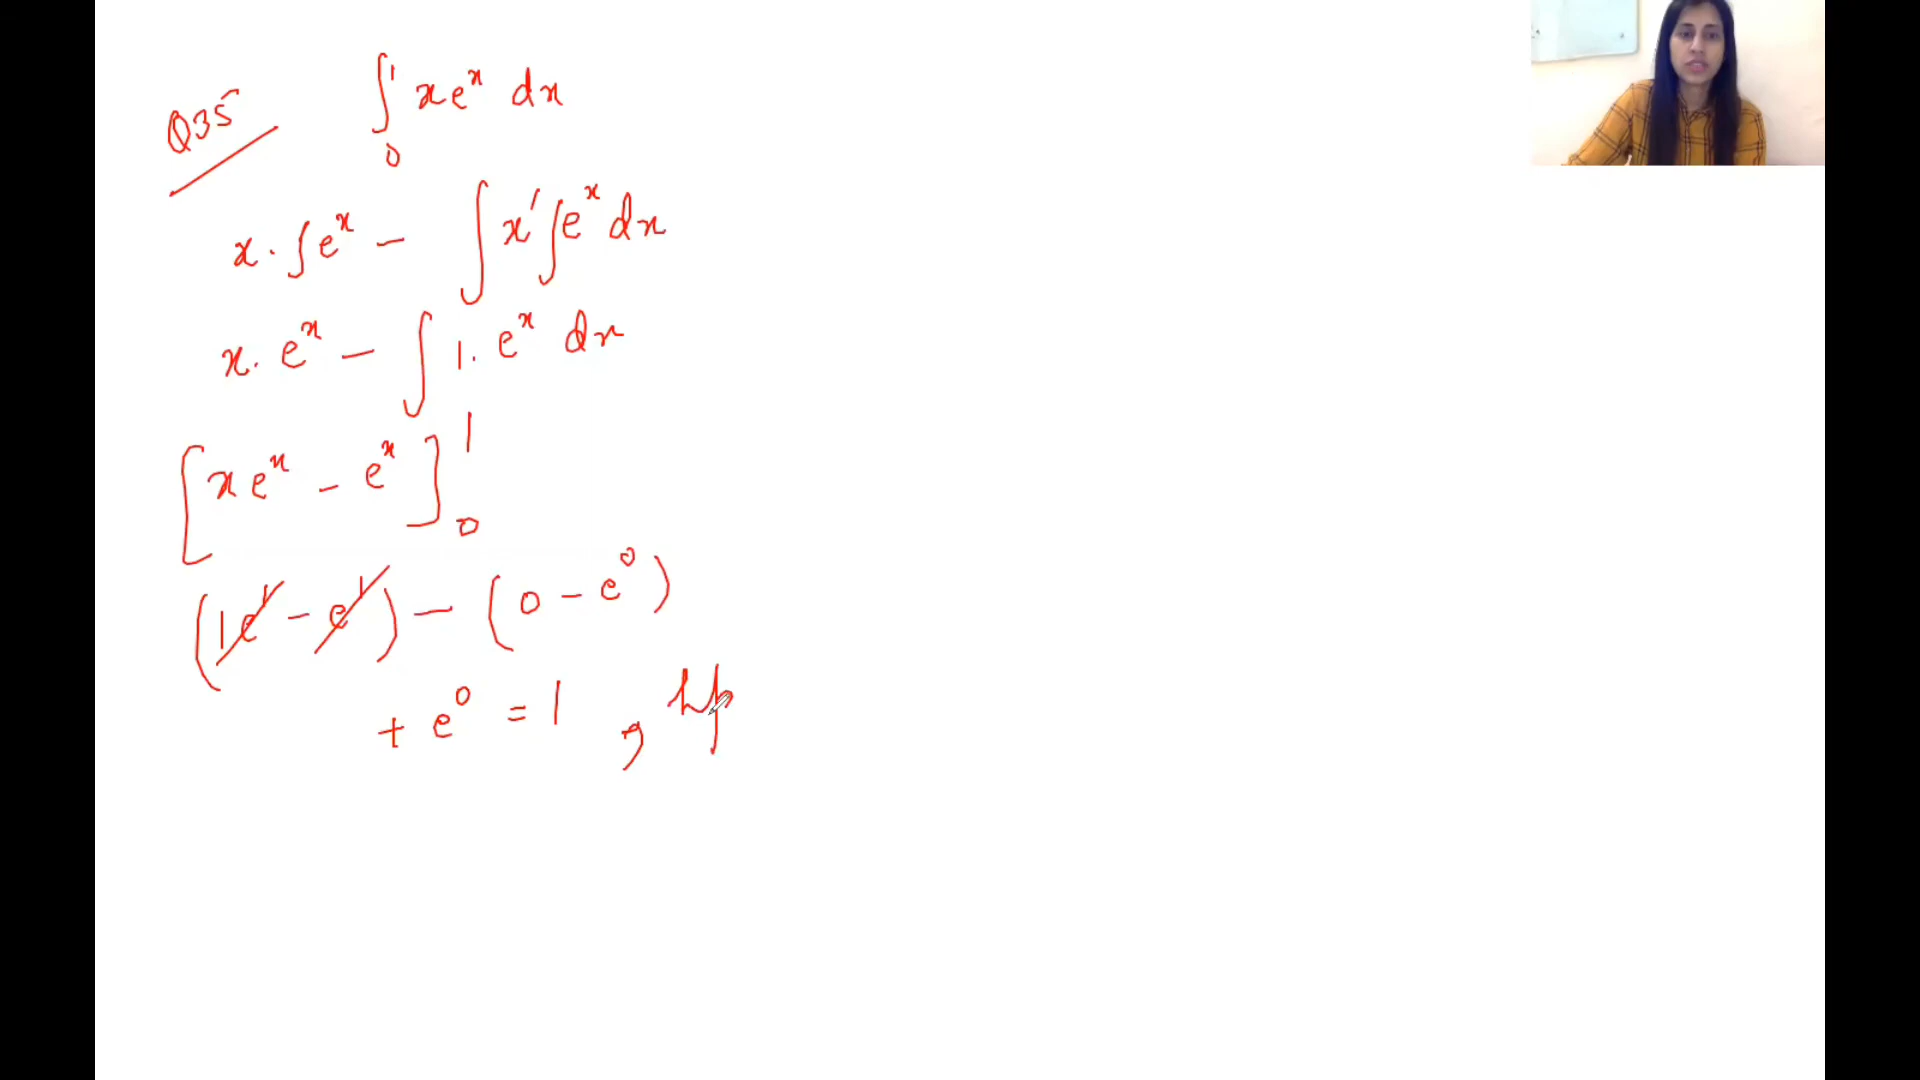 Q35
∫₀¹ xeˣ dx
x · ∫eˣ − ∫ x' ∫eˣ dx
x · eˣ − ∫ 1 · eˣ dx
[xeˣ − eˣ]₀¹
(1e¹ − e¹) − (0 − e⁰)
+ e⁰ = 1 , hp